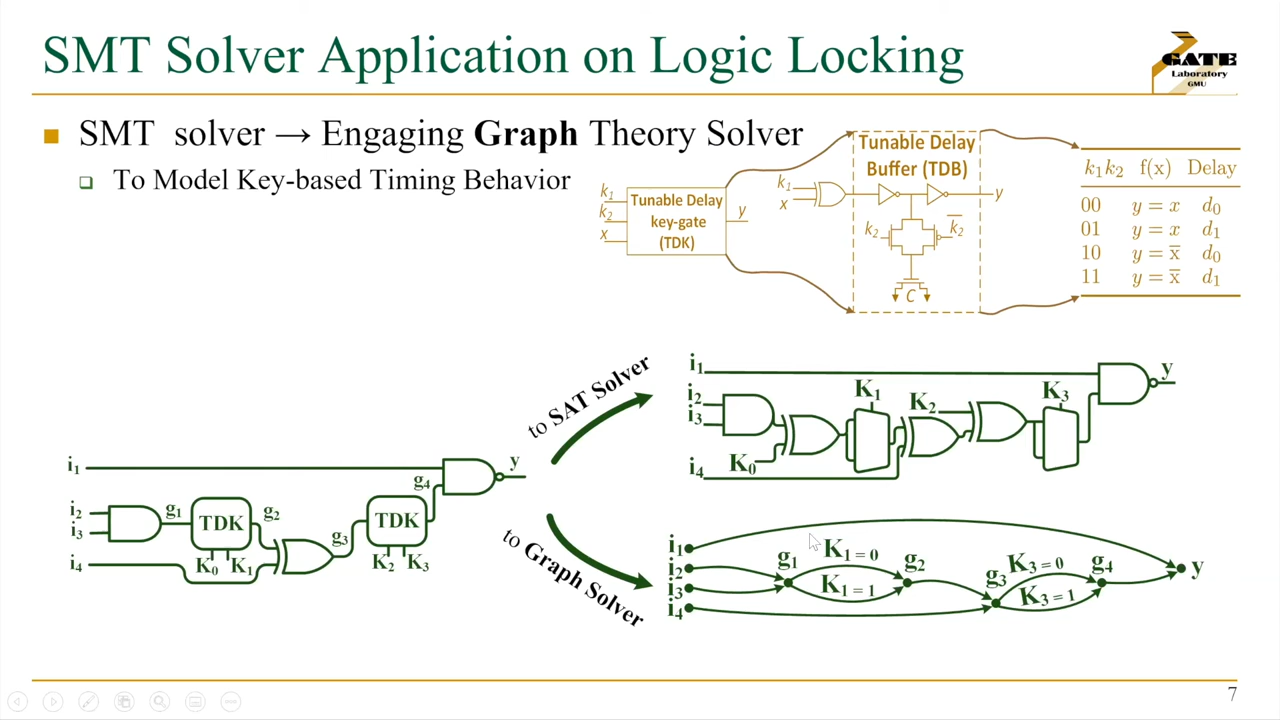 SMT Solver Application on Logic Locking
GATE
Laboratory
GMU
SMT solver → Engaging Graph Theory Solver
To Model Key-based Timing Behavior
k1
k2
x
Tunable Delay
key-gate
(TDK)
y
k1
x
Tunable Delay
Buffer (TDB)
y
k2
k̅2
C
k1k2 f(x) Delay
00 y = x d0
01 y = x d1
10 y = x̅ d0
11 y = x̅ d1
i1
i2
i3
i4
g1
TDK
g2
K0 K1
g3
TDK
K2 K3
g4
y
to SAT Solver
to Graph Solver
i1
i2
i3
i4
K0
K1
K2
K3
y
i1
i2
i3
i4
g1
K1 = 0
K1 = 1
g2
g3
K3 = 0
K3 = 1
g4
y
7